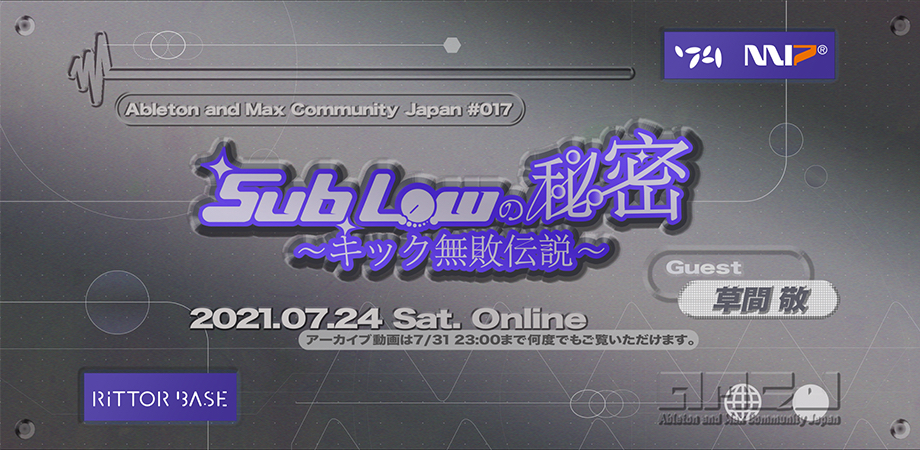 Ableton and Max Community Japan #017
Sub Lowの秘密
～キック無敗伝説～
Guest
草間 敬
2021.07.24 Sat. Online
アーカイブ動画は7/31 23:00まで何度でもご覧いただけます。
RiTTOR BASE
Ableton and Max Community Japan